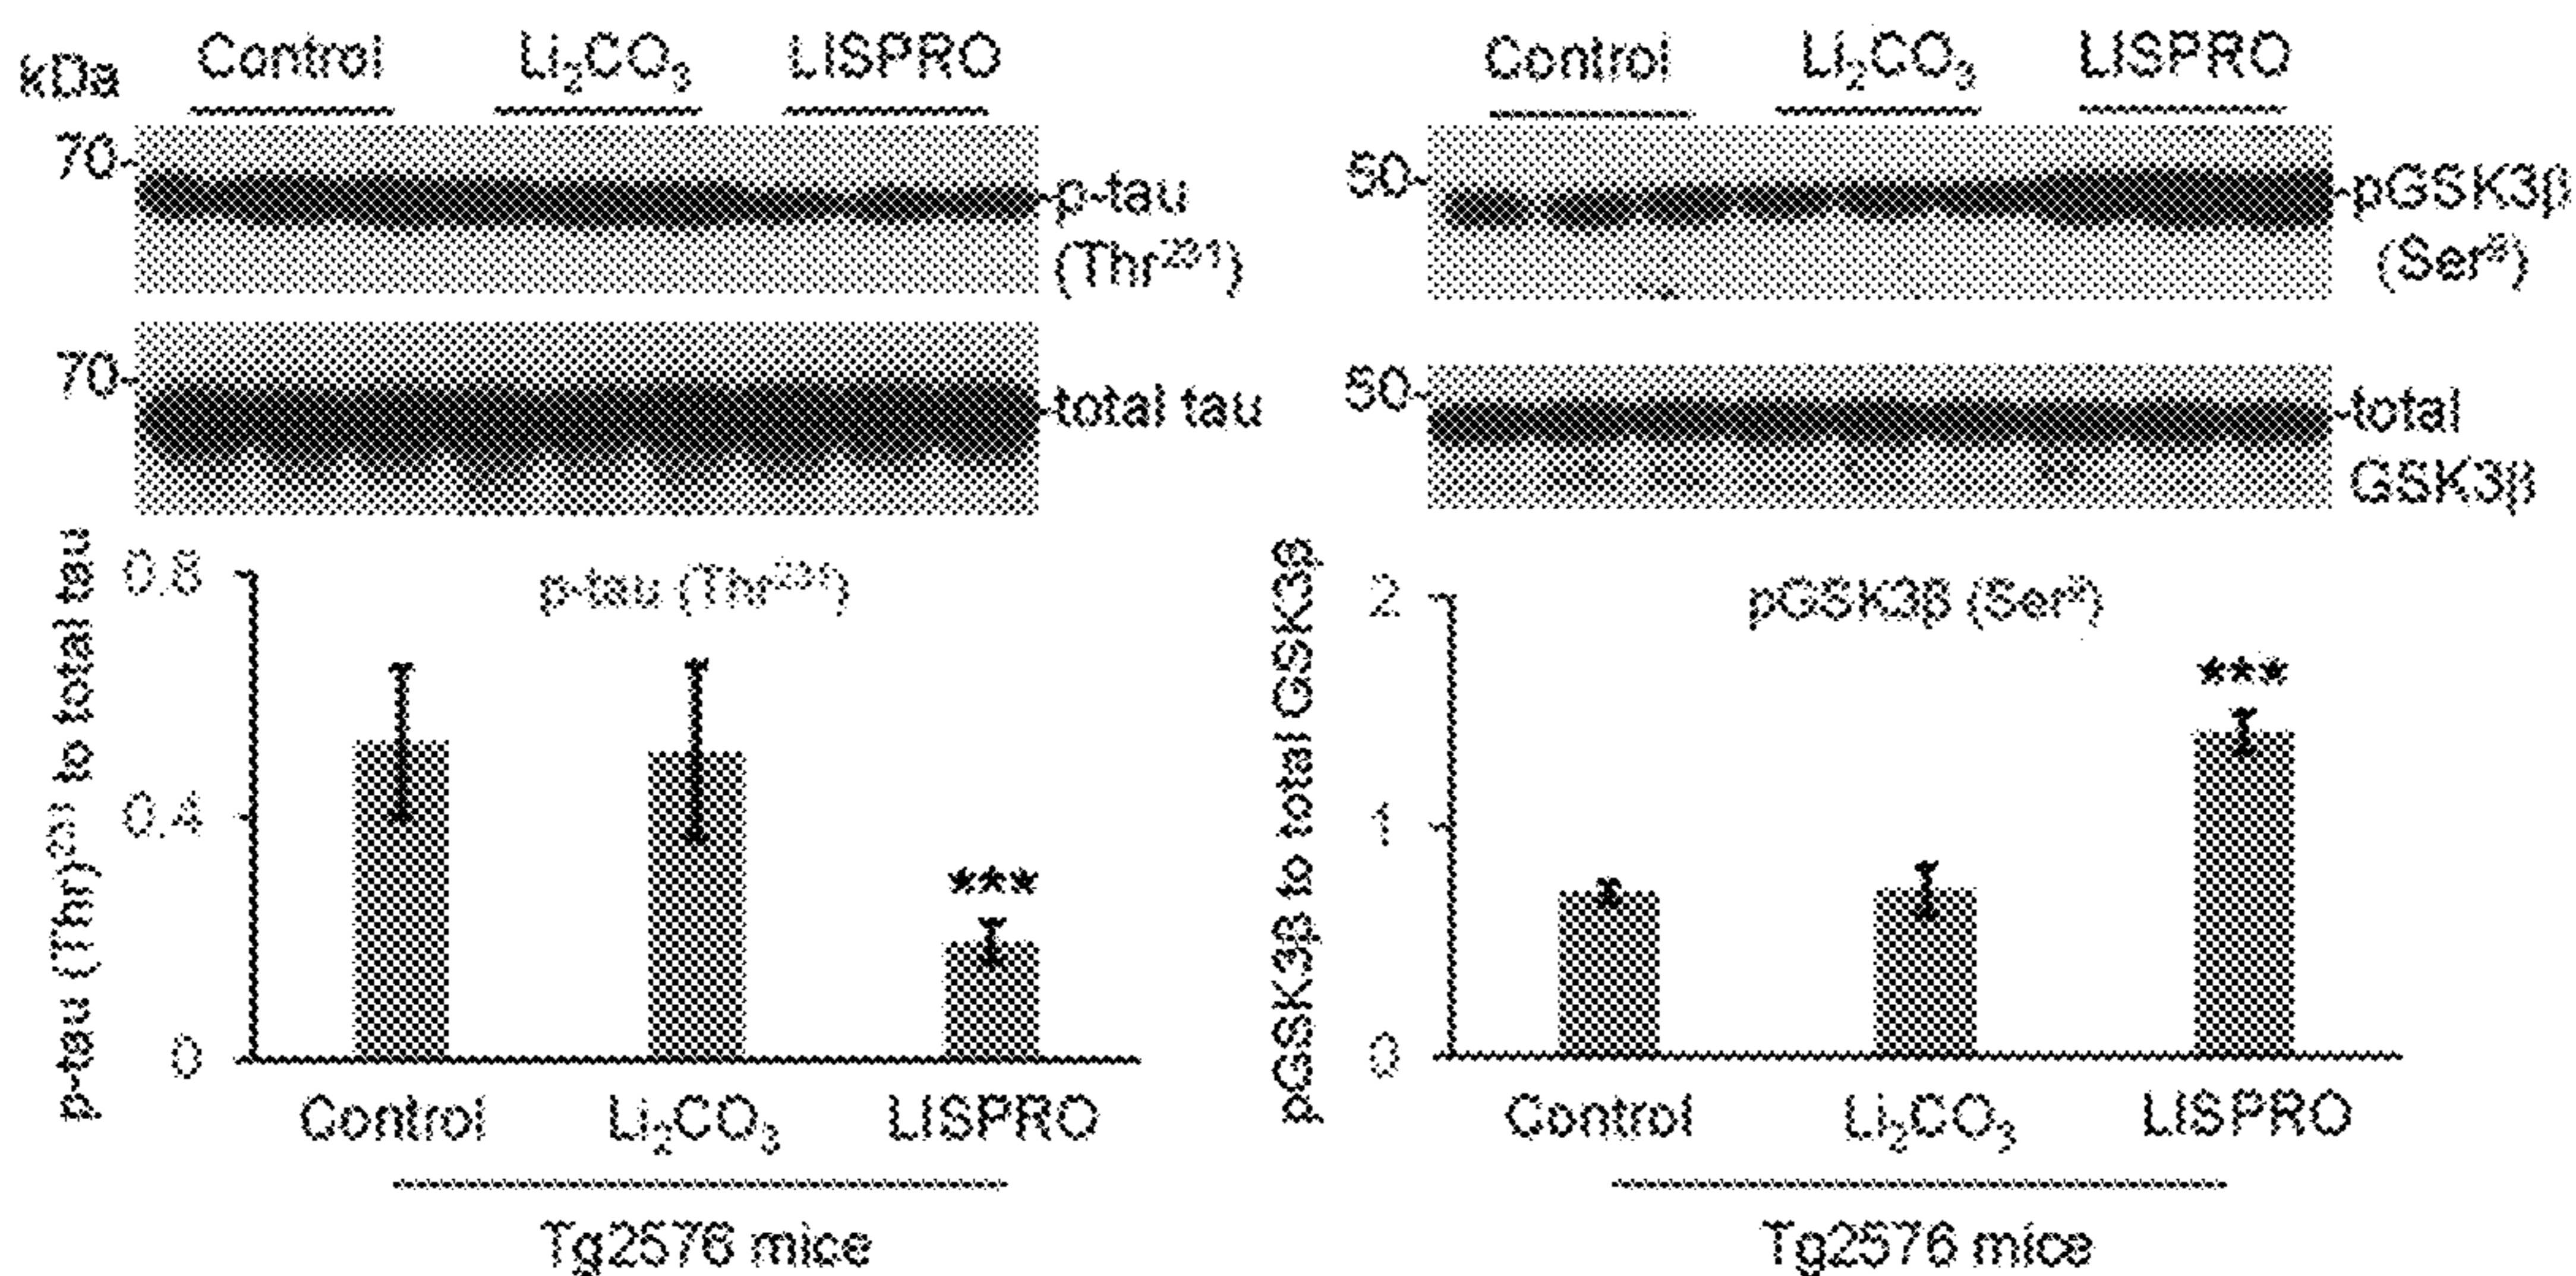 kDa Control Li₂CO₃ LISPRO
70-
-p-tau
(Thr²³¹)
70-
-total tau
p-tau (Thr)²³¹ to total tau
p-tau (Thr²³¹)
0.8
0.4
0
Control Li₂CO₃ LISPRO
***
Tg2576 mice
Control Li₂CO₃ LISPRO
50-
-pGSK3β
(Ser⁹)
50-
-total
GSK3β
pGSK3β to total GSK3β
pGSK3β (Ser⁹)
2
1
0
***
Control Li₂CO₃ LISPRO
Tg2576 mice